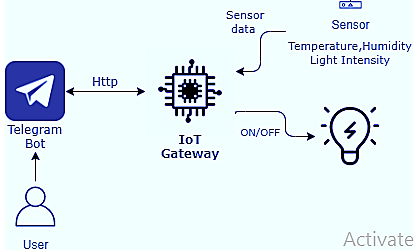 Sensor
data
Sensor
Temperature,Humidity
Light Intensity
Http
Telegram
Bot
IoT
Gateway
ON/OFF
User
Activate